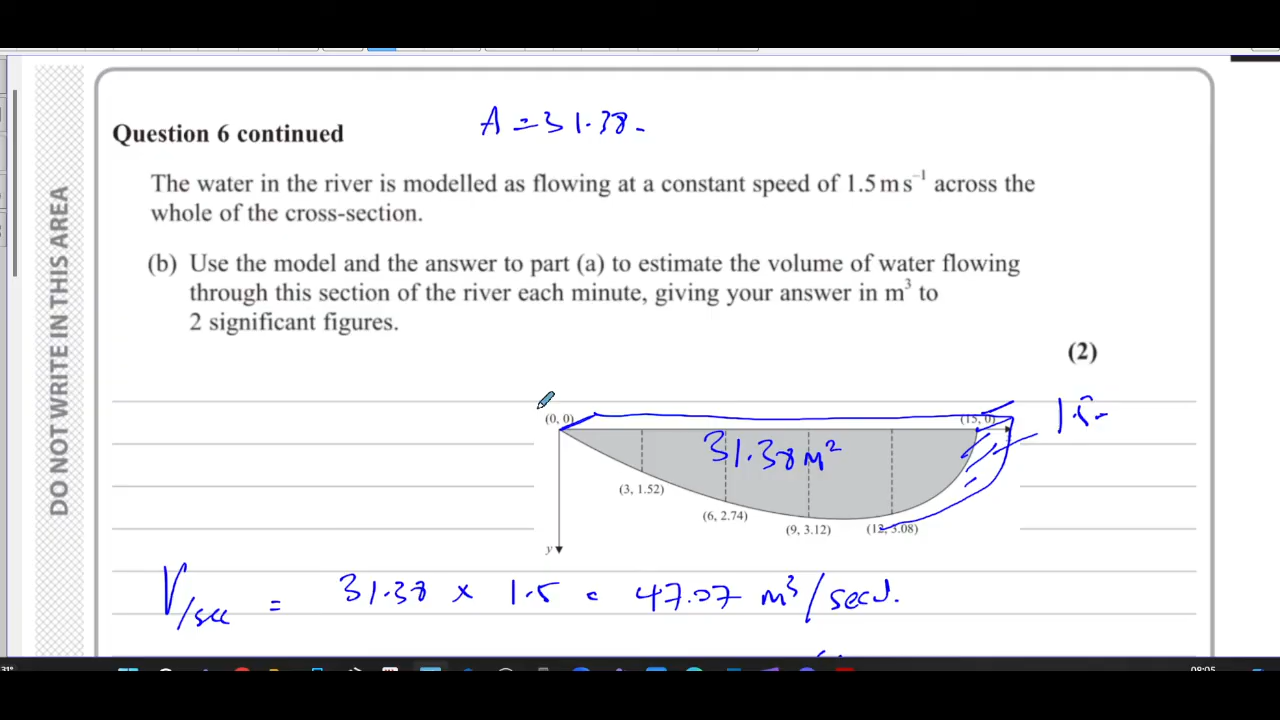 A = 31.38
Question 6 continued
The water in the river is modelled as flowing at a constant speed of 1.5 m s⁻¹ across the
whole of the cross-section.
(b) Use the model and the answer to part (a) to estimate the volume of water flowing
through this section of the river each minute, giving your answer in m³ to
2 significant figures.
(2)
DO NOT WRITE IN THIS AREA
(0, 0)
(15, 0)
1.5
31.38 m²
(3, 1.52)
(6, 2.74)
(9, 3.12)
(12, 3.08)
y
V/sec = 31.38 × 1.5 = 47.07 m³/secd.
08:05